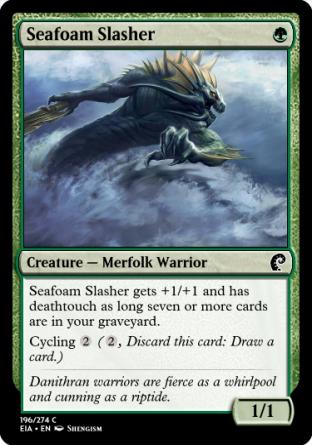 Seafoam Slasher
Creature — Merfolk Warrior
Seafoam Slasher gets +1/+1 and has
deathtouch as long seven or more cards
are in your graveyard.
Cycling 2 ( 2, Discard this card: Draw a
card.)
Danithran warriors are fierce as a whirlpool
and cunning as a riptide.
1/1
196/274 C
EIA • EN Shengism